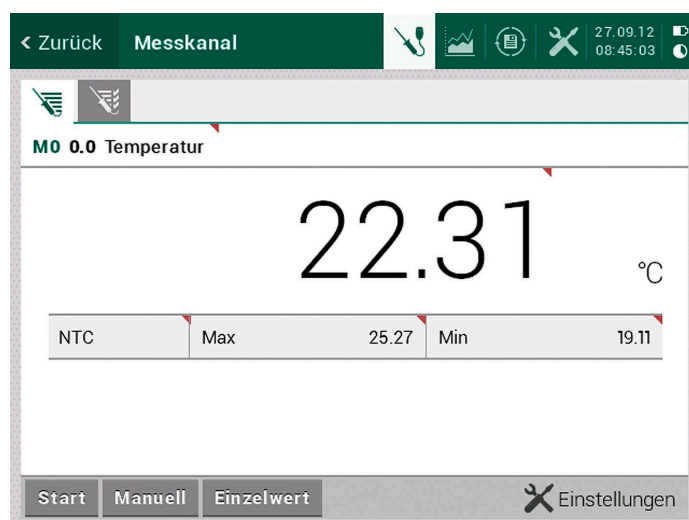 Zurück Messkanal 27.09.12
08:45:03
M0 0.0 Temperatur
22.31 °C
NTC Max 25.27 Min 19.11
Start Manuell Einzelwert Einstellungen